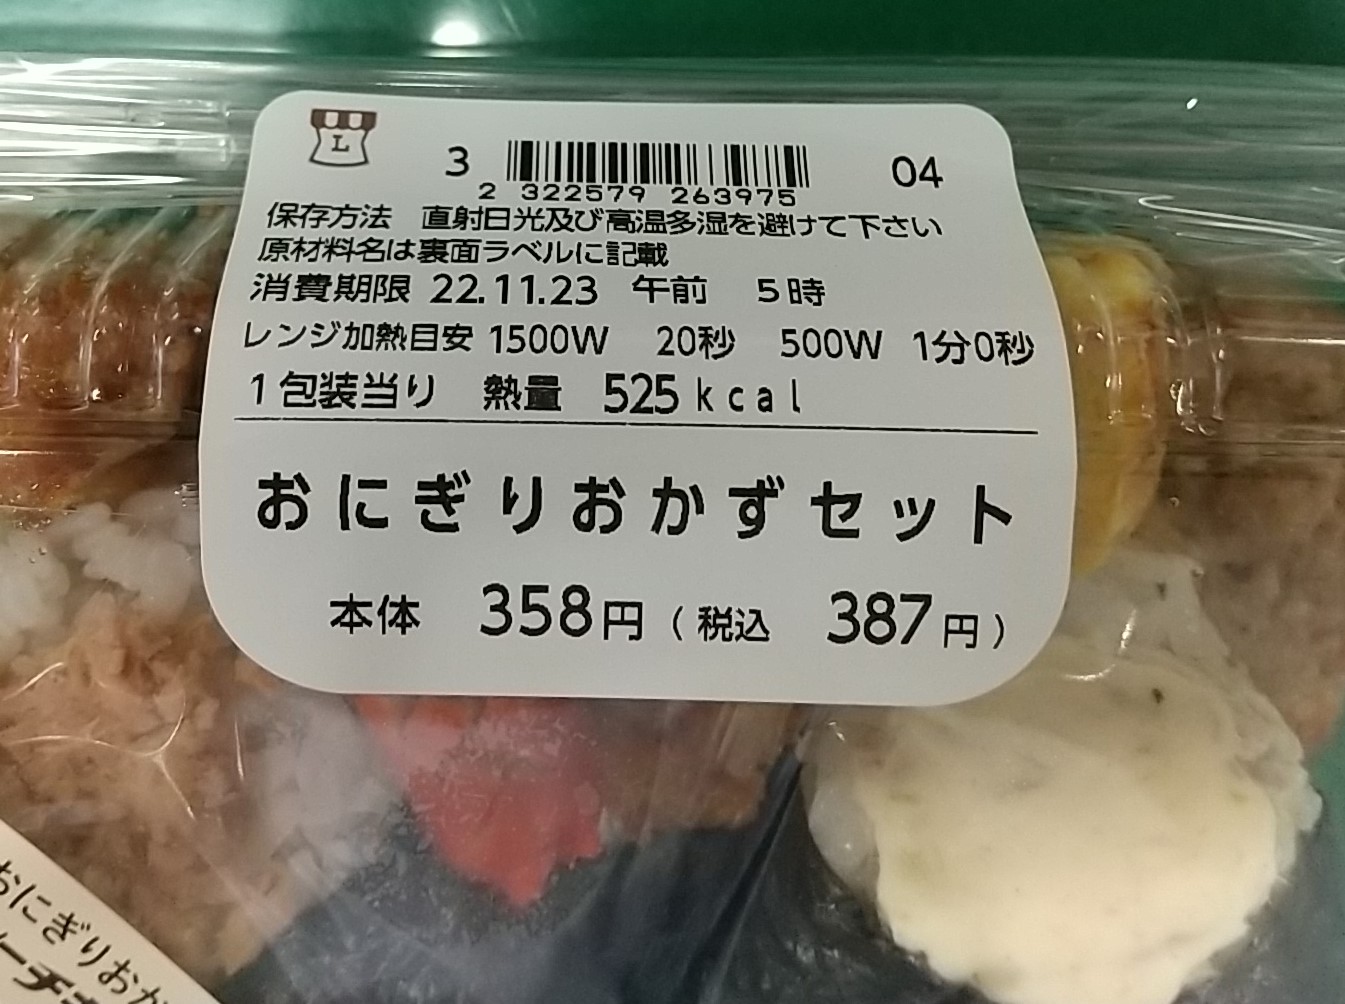 L
3 04
2 322579 263975
保存方法 直射日光及び高温多湿を避けて下さい
原材料名は裏面ラベルに記載
消費期限 22.11.23 午前 5時
レンジ加熱目安 1500W 20秒 500W 1分0秒
1包装当り 熱量 525kcal
おにぎりおかずセット
本体 358円(税込 387円)
おにぎりおか